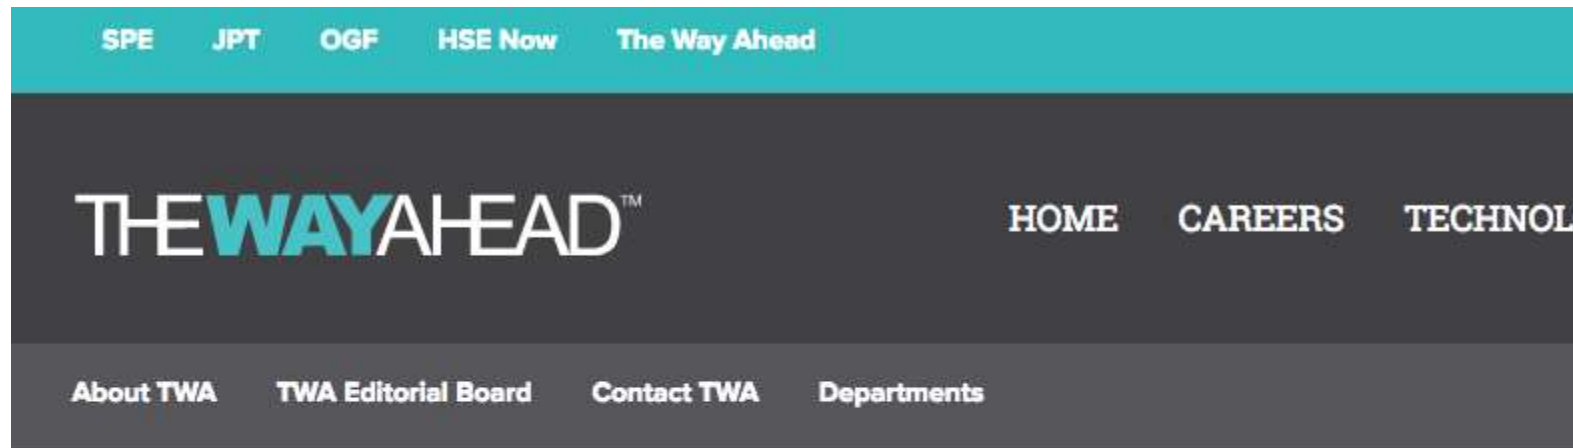 SPE JPT OGF HSE Now The Way Ahead
THEWAYAHEAD™ HOME CAREERS TECHNOL
About TWA TWA Editorial Board Contact TWA Departments